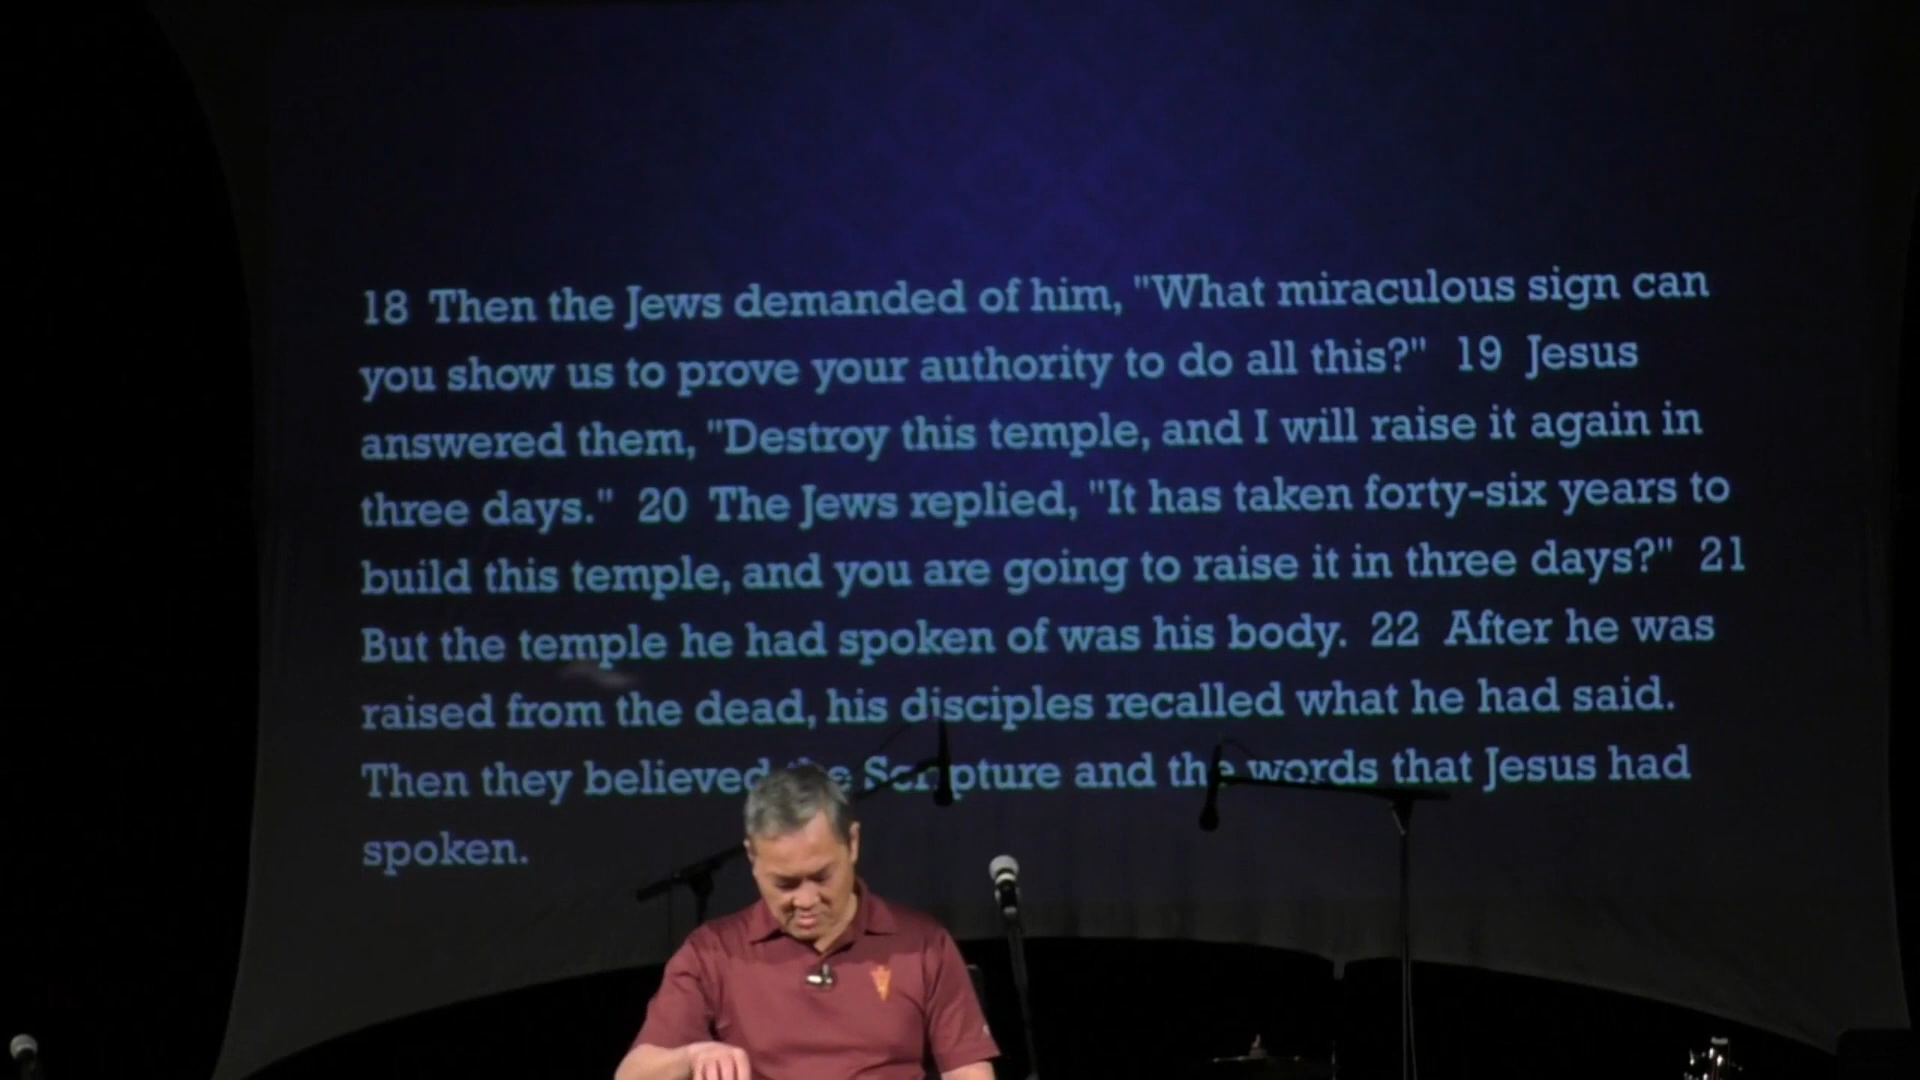 18 Then the Jews demanded of him, "What miraculous sign can
you show us to prove your authority to do all this?" 19 Jesus
answered them, "Destroy this temple, and I will raise it again in
three days." 20 The Jews replied, "It has taken forty-six years to
build this temple, and you are going to raise it in three days?" 21
But the temple he had spoken of was his body. 22 After he was
raised from the dead, his disciples recalled what he had said.
Then they believed the Scripture and the words that Jesus had
spoken.